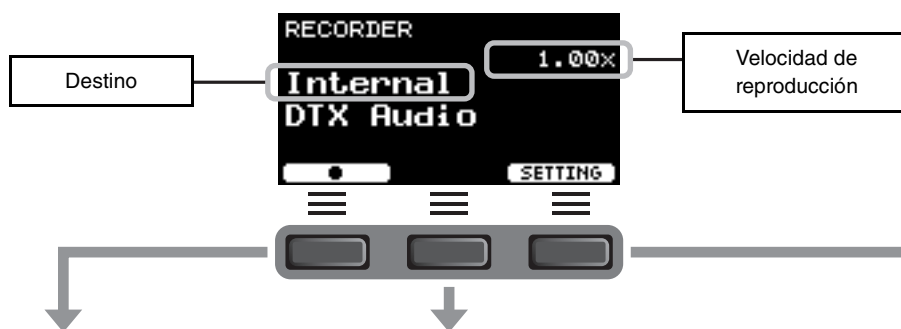 RECORDER
1.00x
Destino
Internal
Velocidad de
reproducción
DTX Audio
SETTING